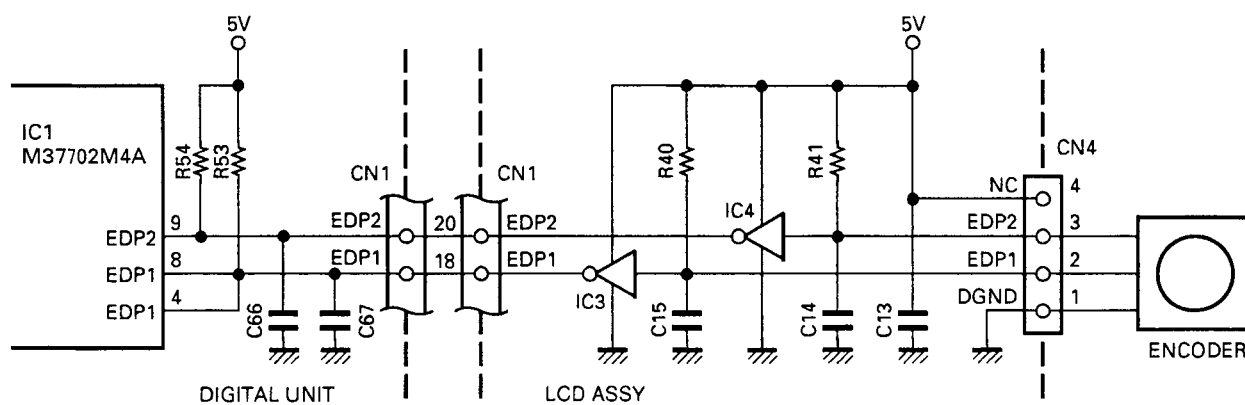 5V
5V
IC1
M37702M4A
R54
R53
R40
R41
CN4
CN1
CN1
NC
4
IC4
9
EDP2
EDP2
20
EDP2
EDP2
3
8
EDP1
EDP1
18
EDP1
EDP1
2
IC3
4
EDP1
DGND
1
C66
C67
C15
C14
C13
ENCODER
DIGITAL UNIT
LCD ASSY